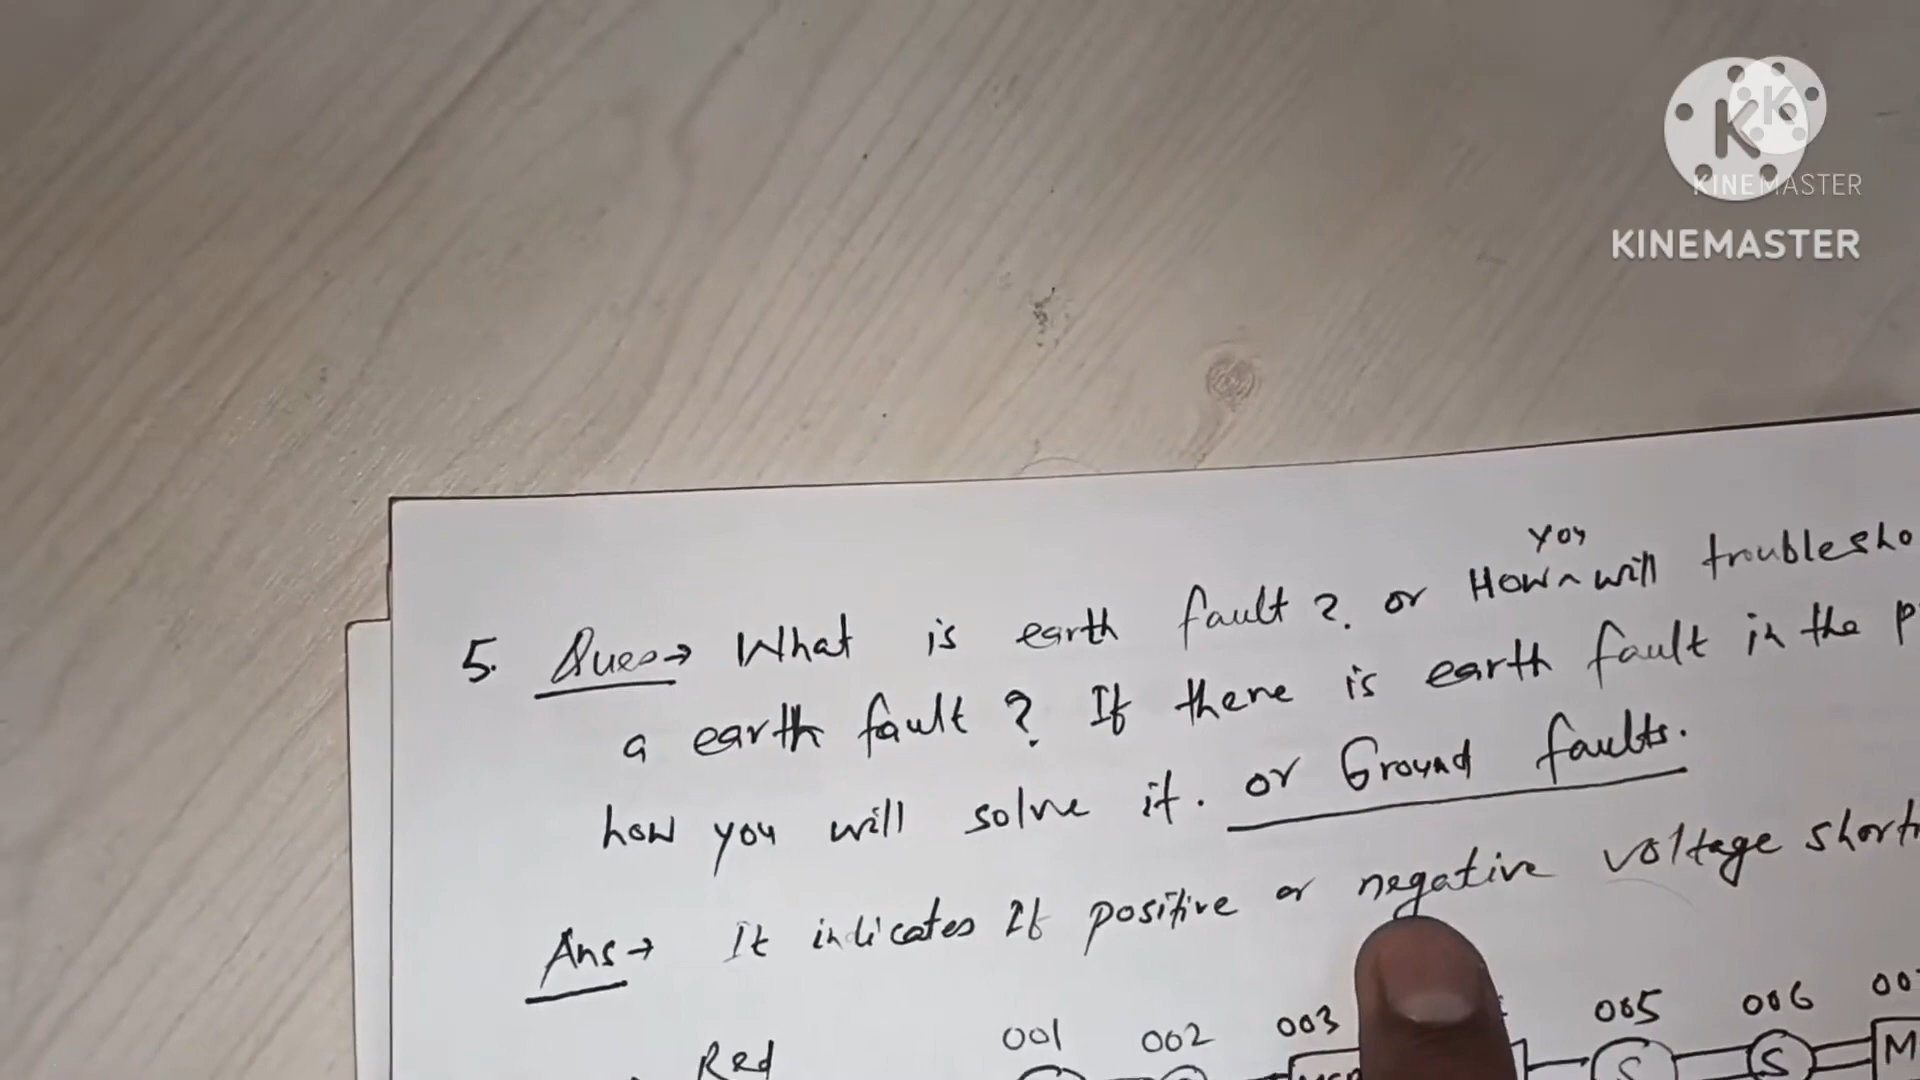 KINEMASTER
KINEMASTER
you
5. Ques→ What is earth fault?. or How^will
a earth fault? If there is earth fault in the
how you will solve it. or Ground faults.
Ans→ It indicates If positive or negative voltage
Red 001 002 003 005 006
S S M